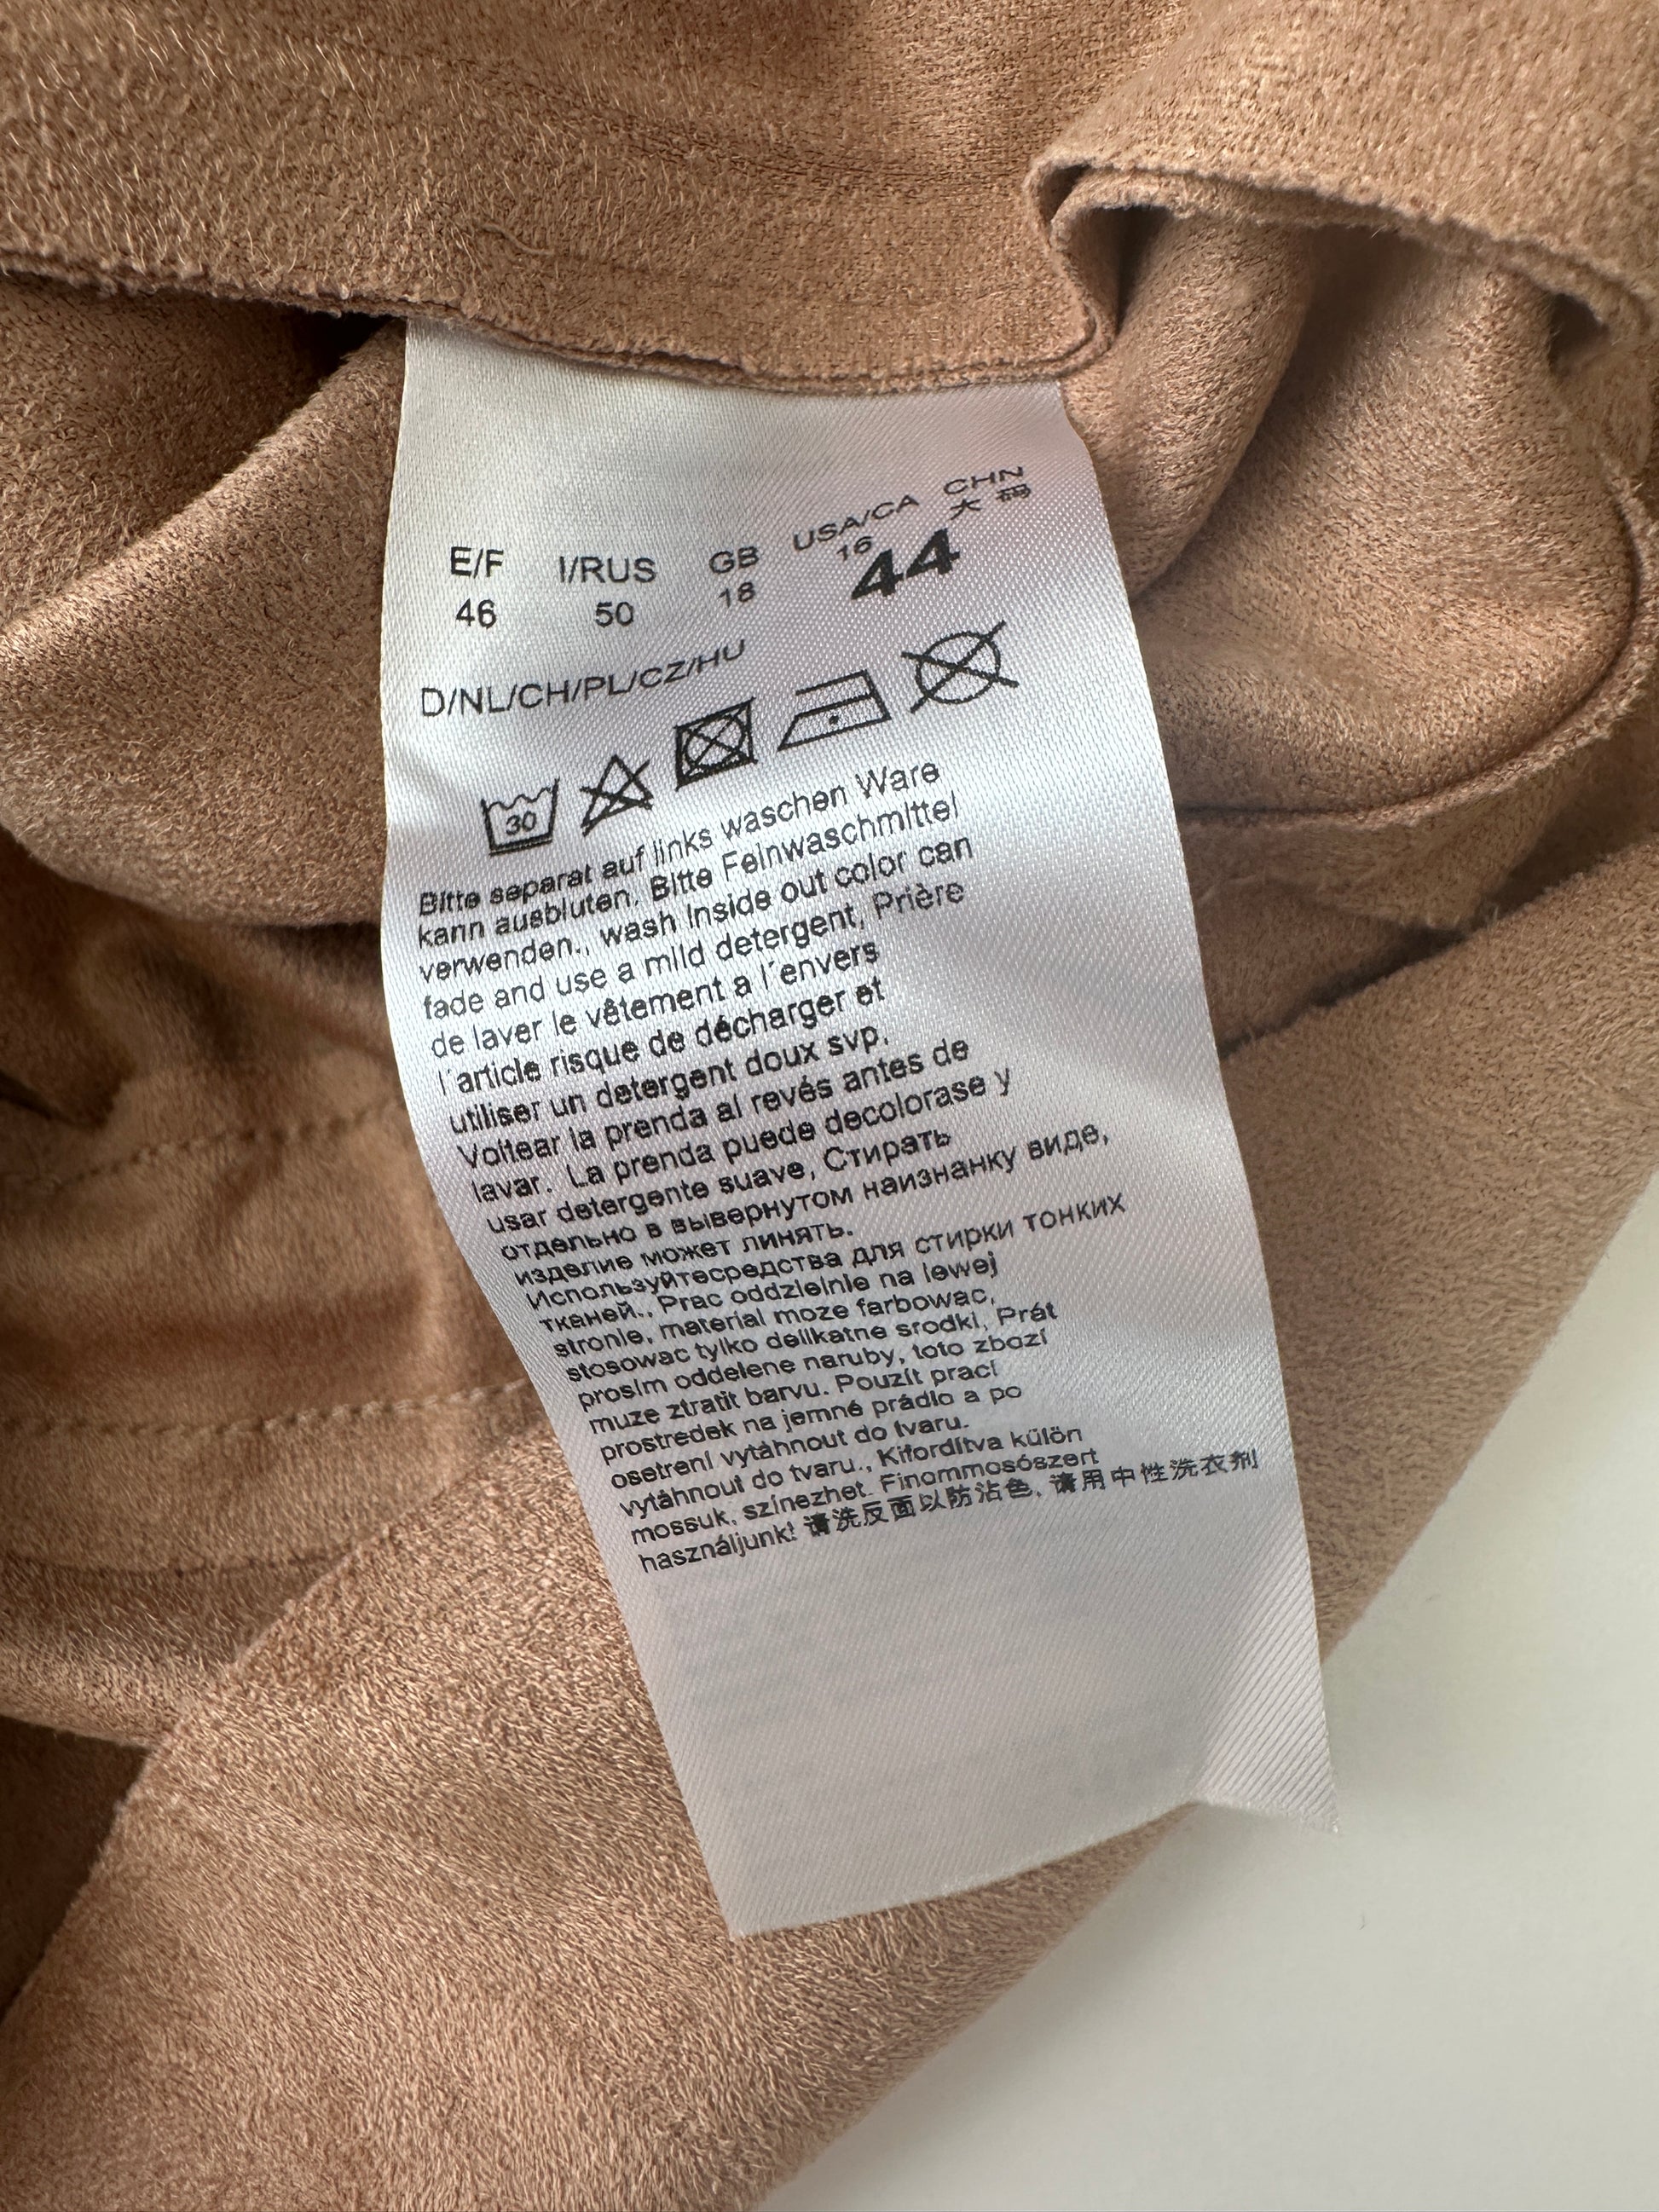 E/F I/RUS GB USA/CA CHN
46 50 18 16 大码
D/NL/CH/PL/CZ/HU 44
30
Bitte separat auf links waschen Ware
kann ausbluten. Bitte Feinwaschmittel
verwenden., wash inside out color can
fade and use a mild detergent, Prière
de laver le vêtement a l´envers
l´article risque de décharger et
utiliser un detergent doux svp,
Voltear la prenda al revés antes de
lavar. La prenda puede decolorase y
usar detergente suave, Стирать
отдельно в вывернутом наизнанку виде,
изделие может линять.
Используйтесредства для стирки тонких
тканей., Prac oddzielnie na lewej
stronie, material moze farbowac,
stosowac tylko delikatne srodki, Prát
prosím oddelene naruby, toto zbozí
muze ztratit barvu. Pouzít prací
prostredek na jemné prádlo a po
osetrení vytáhnout do tvaru.
vytáhnout do tvaru., Kifordítva külön
mossuk, színezhet. Finommosószert
használjunk! 请洗反面以防沾色, 请用中性洗衣剂